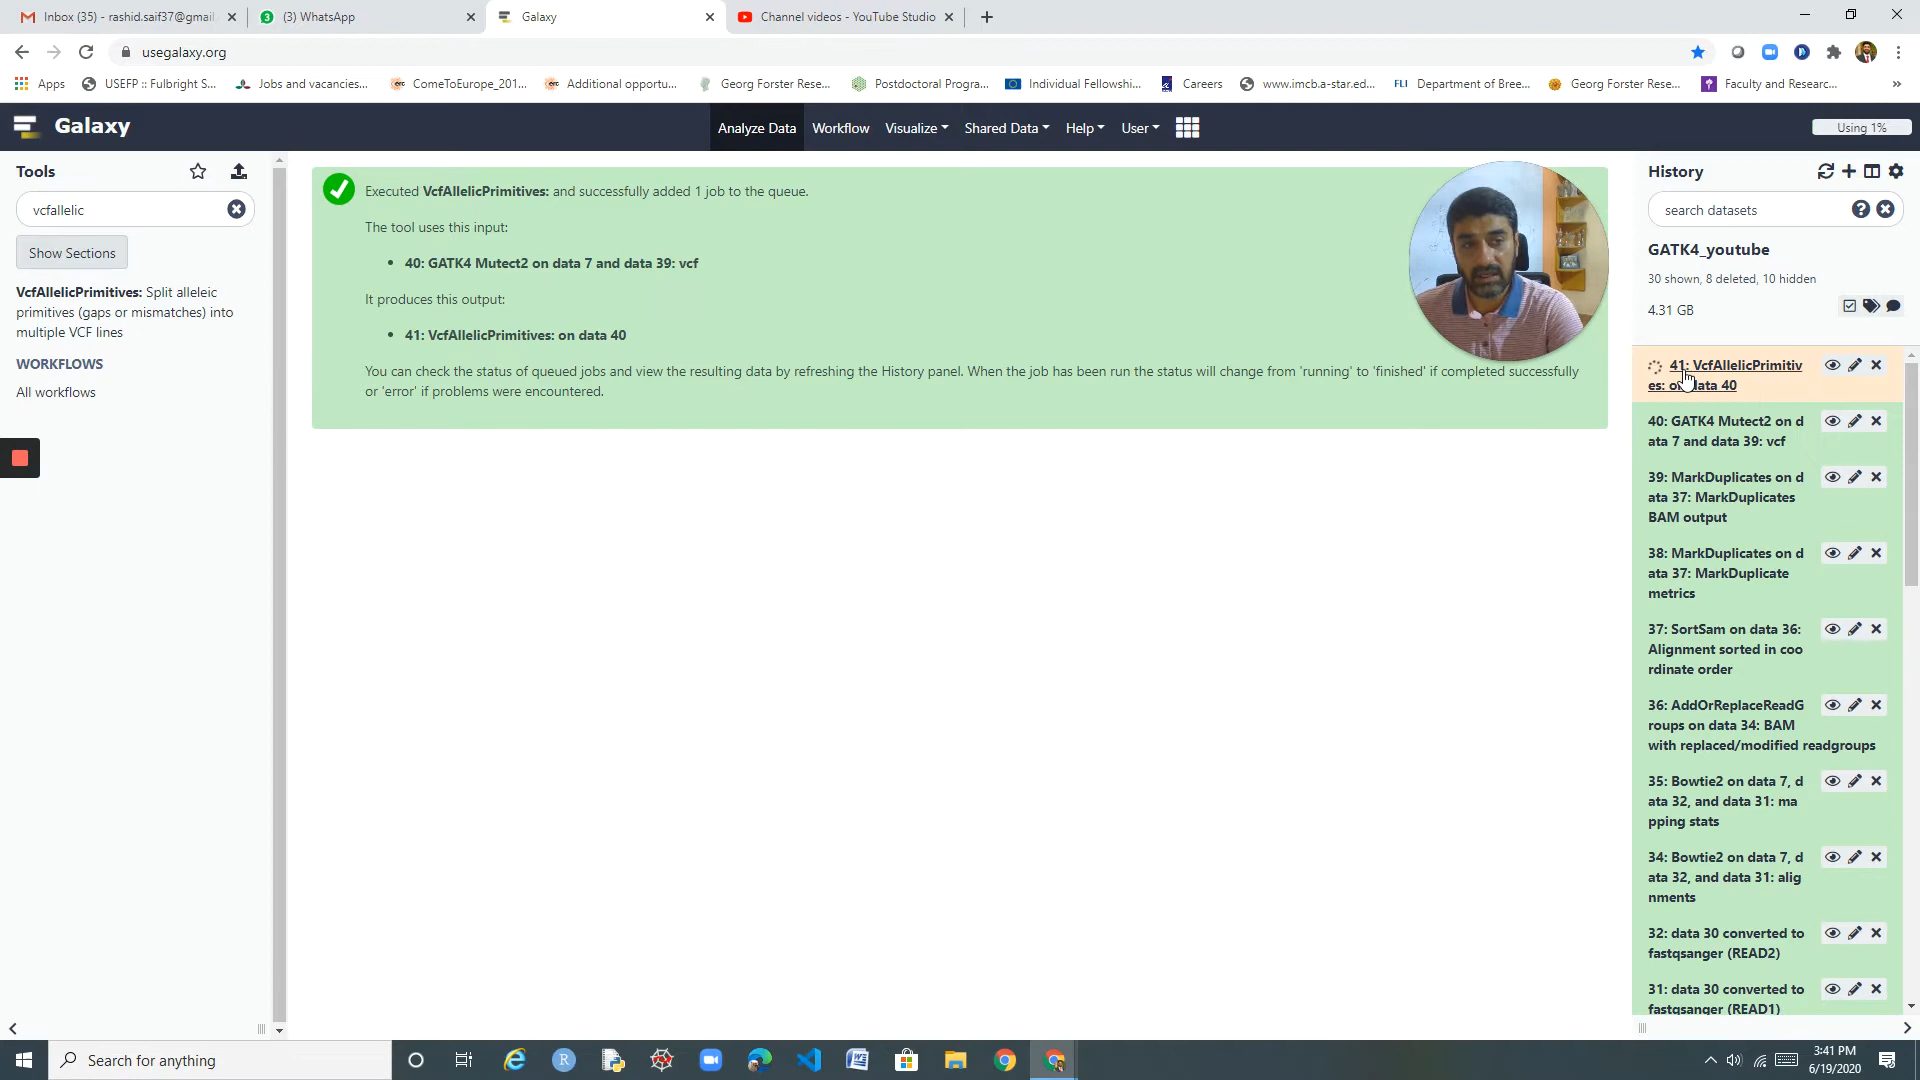 Inbox (35) - rashid.saif37@gmail
(3) WhatsApp
Galaxy
Channel videos - YouTube Studio
usegalaxy.org
Apps
USEFP :: Fulbright S...
Jobs and vacancies...
ComeToEurope_201...
Additional opportu...
Georg Forster Rese...
Postdoctoral Progra...
Individual Fellowshi...
Careers
www.imcb.a-star.ed...
FLI Department of Bree...
Georg Forster Rese...
Faculty and Researc...
Galaxy
Analyze Data
Workflow
Visualize
Shared Data
Help
User
Using 1%
Tools
vcfallelic
Show Sections
VcfAllelicPrimitives: Split alleleic
primitives (gaps or mismatches) into
multiple VCF lines
WORKFLOWS
All workflows
Executed VcfAllelicPrimitives: and successfully added 1 job to the queue.
The tool uses this input:
• 40: GATK4 Mutect2 on data 7 and data 39: vcf
It produces this output:
• 41: VcfAllelicPrimitives: on data 40
You can check the status of queued jobs and view the resulting data by refreshing the History panel. When the job has been run the status will change from 'running' to 'finished' if completed successfully
or 'error' if problems were encountered.
History
search datasets
GATK4_youtube
30 shown, 8 deleted, 10 hidden
4.31 GB
41: VcfAllelicPrimitiv
es: on data 40
40: GATK4 Mutect2 on d
ata 7 and data 39: vcf
39: MarkDuplicates on d
ata 37: MarkDuplicates
BAM output
38: MarkDuplicates on d
ata 37: MarkDuplicate
metrics
37: SortSam on data 36:
Alignment sorted in coo
rdinate order
36: AddOrReplaceReadG
roups on data 34: BAM
with replaced/modified readgroups
35: Bowtie2 on data 7, d
ata 32, and data 31: ma
pping stats
34: Bowtie2 on data 7, d
ata 32, and data 31: alig
nments
32: data 30 converted to
fastqsanger (READ2)
31: data 30 converted to
fastqsanger (READ1)
Search for anything
3:41 PM
6/19/2020